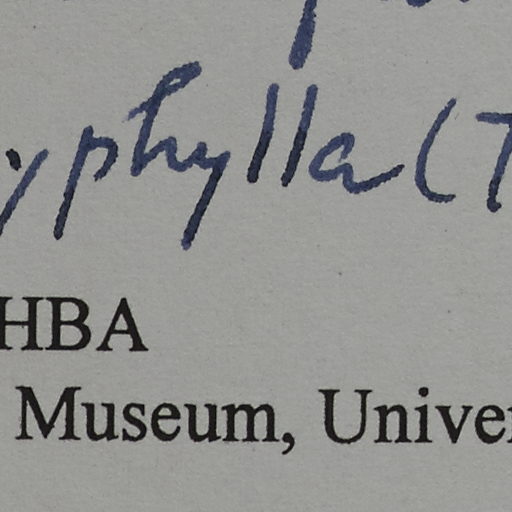 yphylla (T
HBA
Museum, Univer